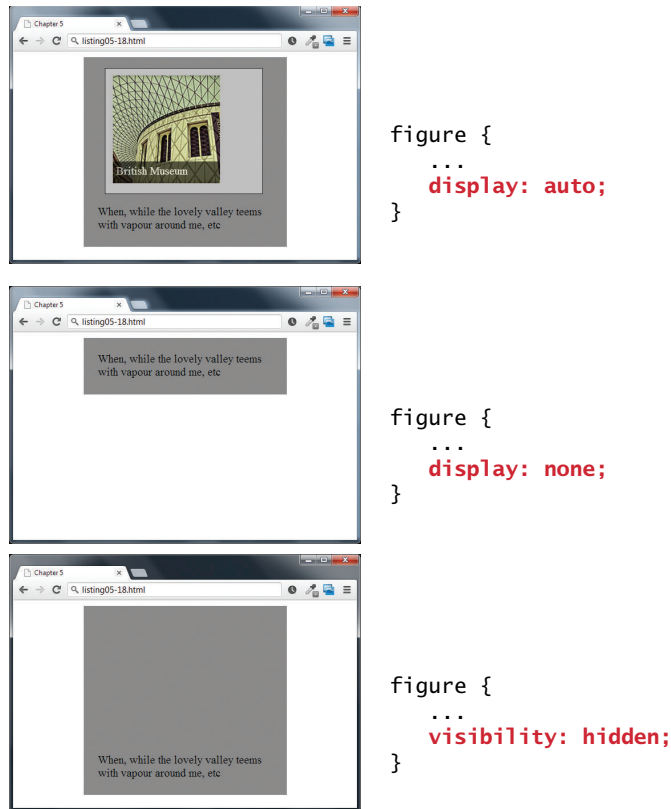 Chapter 5
listing05-18.html
British Museum
When, while the lovely valley teems
with vapour around me, etc
figure {
...
display: auto;
}
Chapter 5
listing05-18.html
When, while the lovely valley teems
with vapour around me, etc
figure {
...
display: none;
}
Chapter 5
listing05-18.html
When, while the lovely valley teems
with vapour around me, etc
figure {
...
visibility: hidden;
}